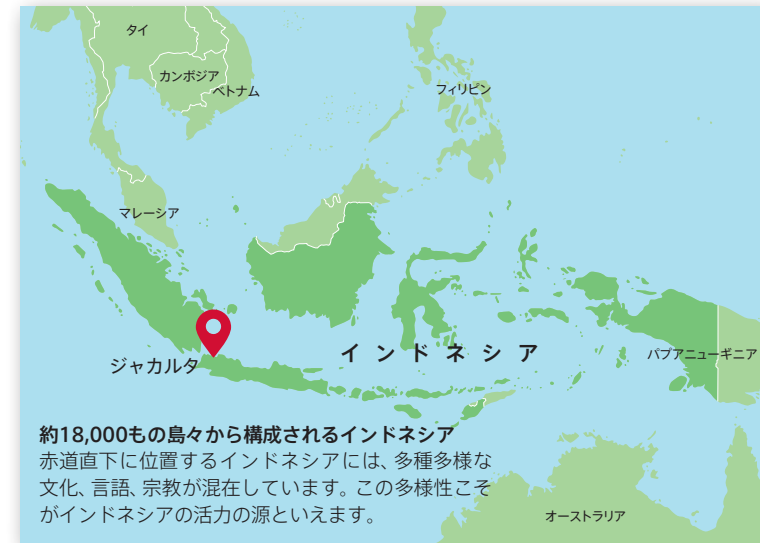 タイ
カンボジア
ベトナム
フィリピン
マレーシア
インドネシア
パプアニューギニア
ジャカルタ
約18,000もの島々から構成されるインドネシア
赤道直下に位置するインドネシアには、多種多様な
文化、言語、宗教が混在しています。この多様性こそ
がインドネシアの活力の源といえます。
オーストラリア